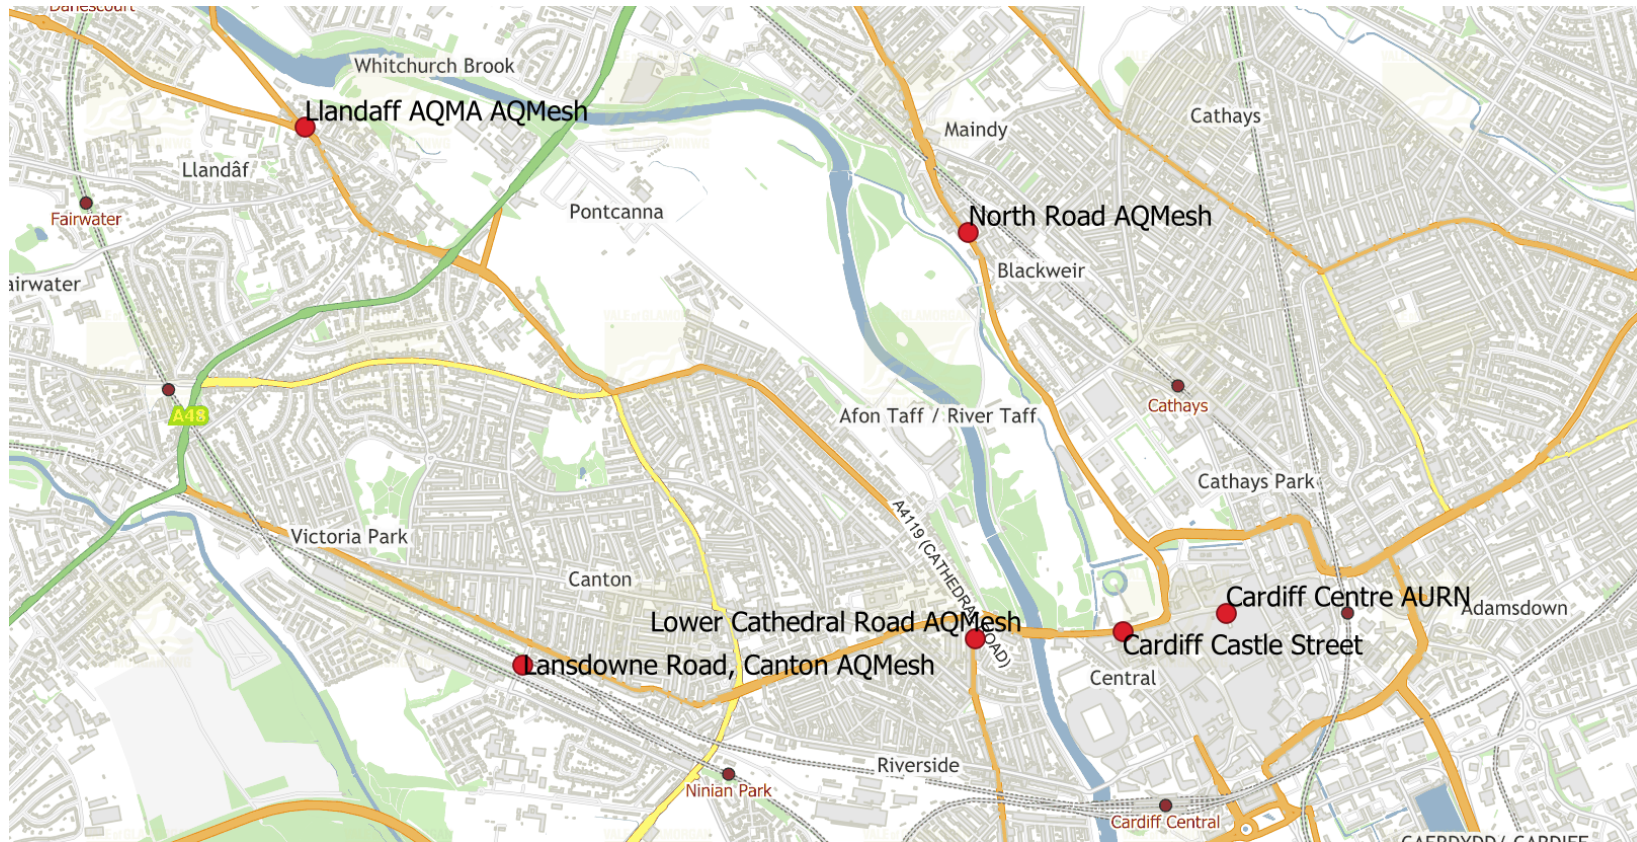 Danescourt
Whitchurch Brook
Llandaff AQMA AQMesh
Cathays
Maindy
Llandâf
Fairwater
Pontcanna
North Road AQMesh
Blackweir
airwater
Cathays
A48
Afon Taff / River Taff
Cathays Park
A4119 (CATHEDRAL ROAD)
Victoria Park
Canton
Cardiff Centre AURN
Adamsdown
Lower Cathedral Road AQMesh
Cardiff Castle Street
Lansdowne Road, Canton AQMesh
Central
Riverside
Ninian Park
Cardiff Central
CAERDYDD/ CARDIFF